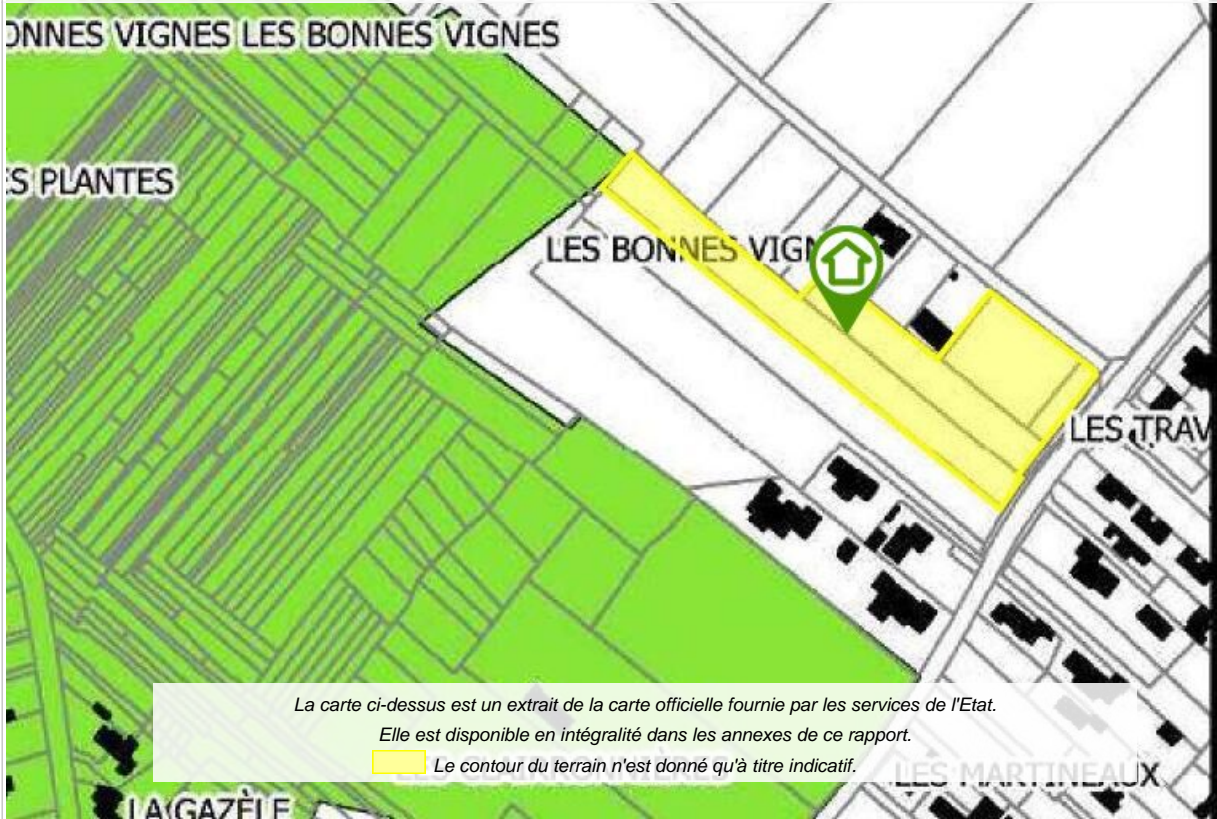 ONNES VIGNES LES BONNES VIGNES
S PLANTES
LES BONNES VIGN
LES TRAV
La carte ci-dessus est un extrait de la carte officielle fournie par les services de l'Etat.
Elle est disponible en intégralité dans les annexes de ce rapport.
Le contour du terrain n'est donné qu'à titre indicatif.
LES MARTINEAUX
LA GAZÈLE